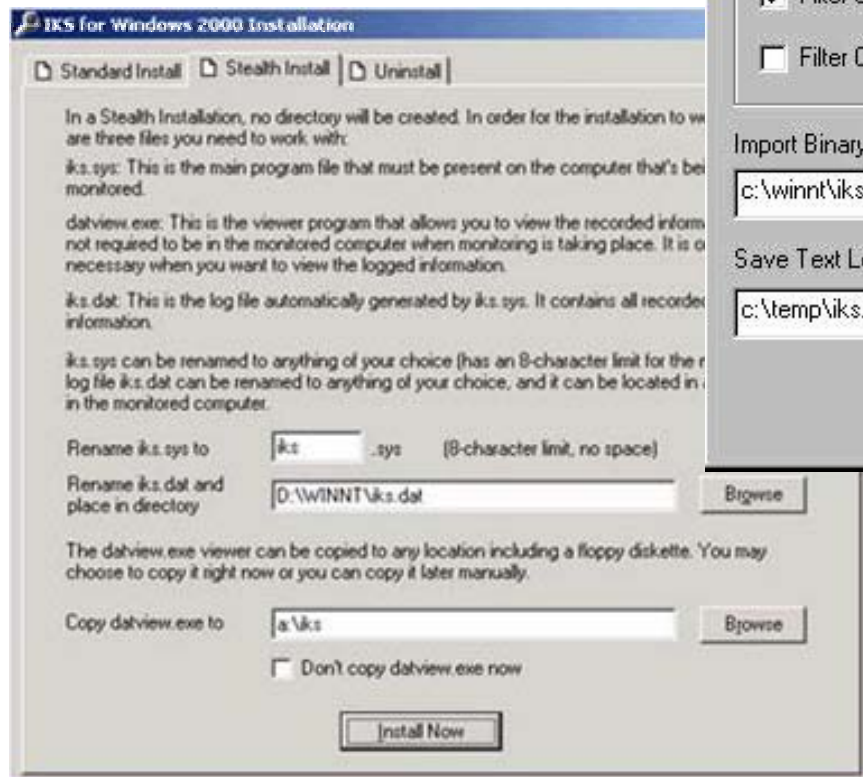 IKS for Windows 2000 Installation
Standard Install
Stealth Install
Uninstall
In a Stealth Installation, no directory will be created. In order for the installation to
are three files you need to work with:
iks.sys: This is the main program file that must be present on the computer that's
monitored.
datview.exe: This is the viewer program that allows you to view the recorded
not required to be in the monitored computer when monitoring is taking place. It is
necessary when you want to view the logged information.
iks.dat: This is the log file automatically generated by iks.sys. It contains all recorded
information.
iks.sys can be renamed to anything of your choice (has an 8-character limit for the
log file iks.dat can be renamed to anything of your choice, and it can be located in
in the monitored computer.
Rename iks.sys to
iks
.sys
(8-character limit, no space)
Rename iks.dat and
place in directory
D:\WINNT\iks.dat
Browse
The datview.exe viewer can be copied to any location including a floppy diskette. You may
choose to copy it right now or you can copy it later manually.
Copy datview.exe to
a:\iks
Browse
Don't copy datview.exe now
Install Now
Filter
Import Binary
c:\winnt\iks
Save Text
c:\temp\iks.